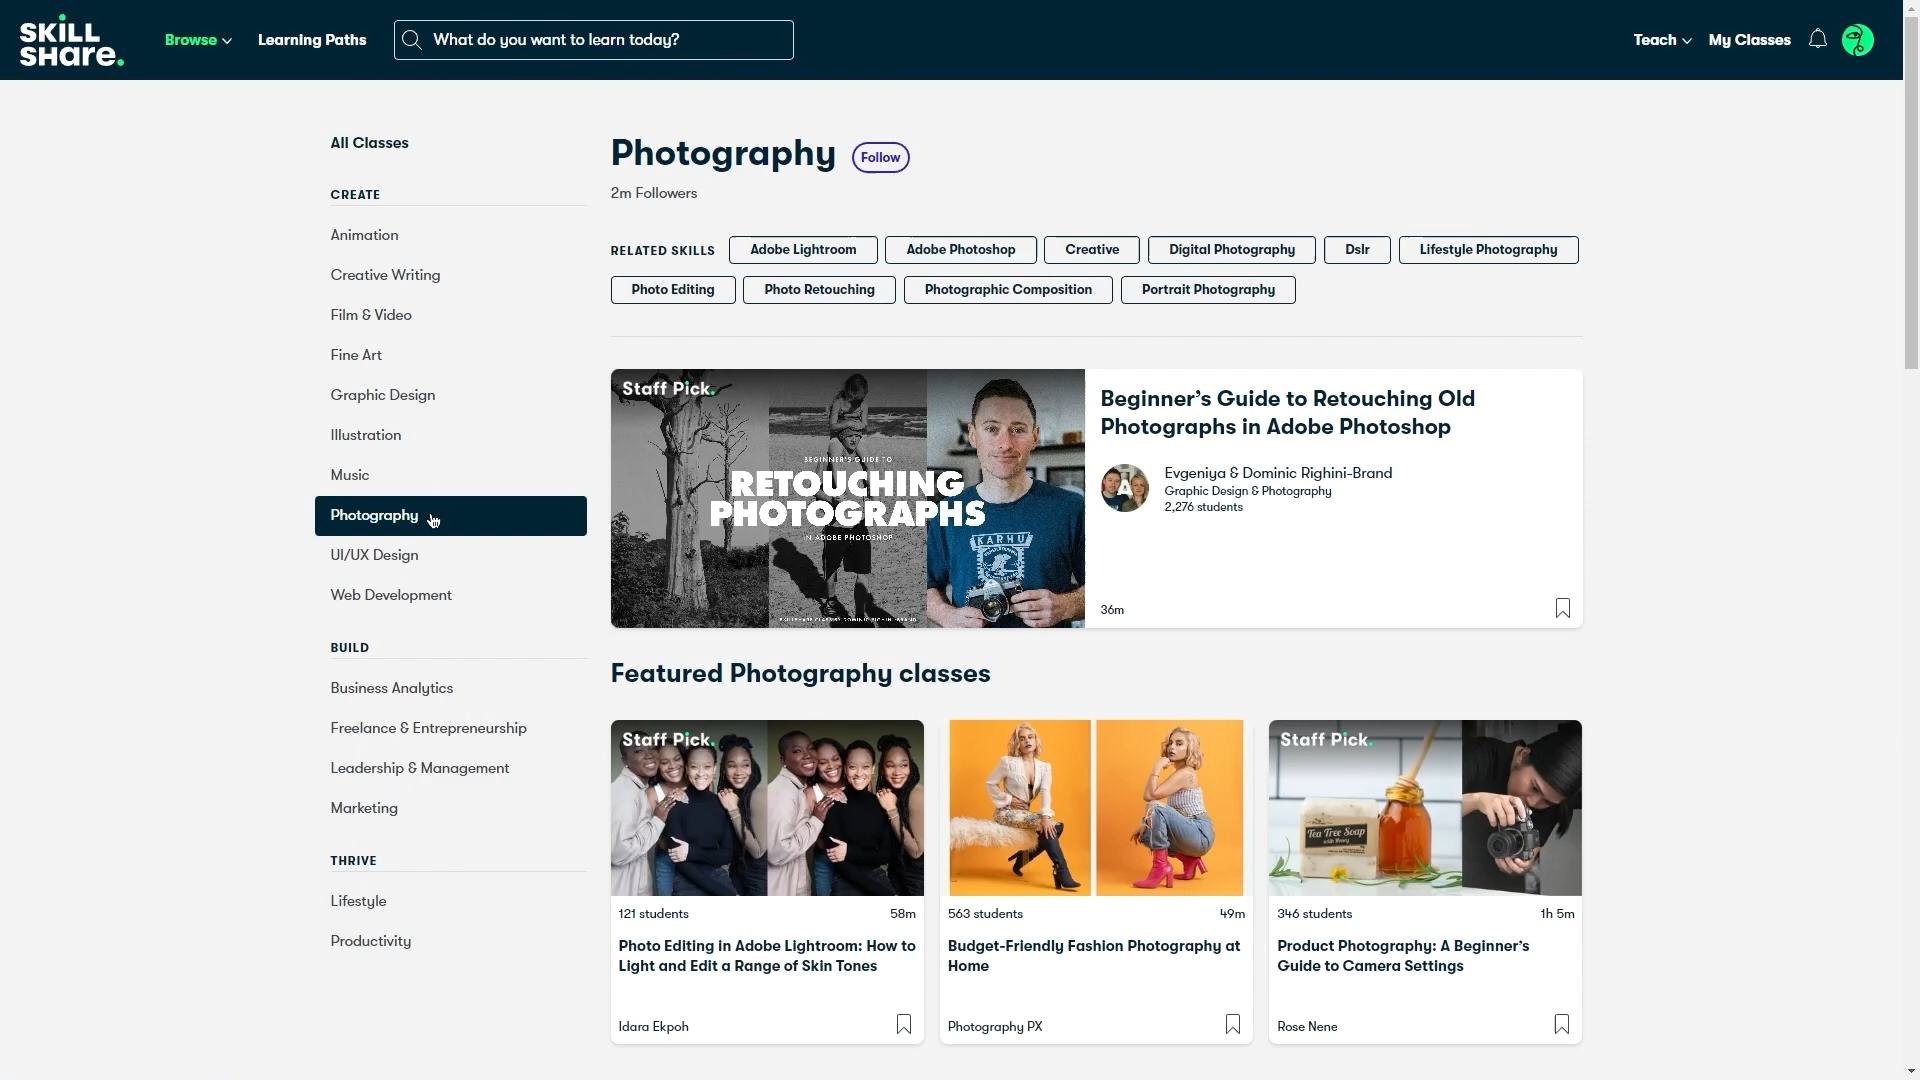 SKILL
SHARE.
Browse
Learning Paths
What do you want to learn today?
Teach
My Classes
All Classes
CREATE
Animation
Creative Writing
Film & Video
Fine Art
Graphic Design
Illustration
Music
Photography
UI/UX Design
Web Development
BUILD
Business Analytics
Freelance & Entrepreneurship
Leadership & Management
Marketing
THRIVE
Lifestyle
Productivity
Photography
Follow
2m Followers
RELATED SKILLS
Adobe Lightroom
Adobe Photoshop
Creative
Digital Photography
Dslr
Lifestyle Photography
Photo Editing
Photo Retouching
Photographic Composition
Portrait Photography
Staff Pick.
BEGINNER'S GUIDE TO
RETOUCHING
PHOTOGRAPHS
IN ADOBE PHOTOSHOP
KARHU
Beginner's Guide to Retouching Old
Photographs in Adobe Photoshop
A
Evgeniya & Dominic Righini-Brand
Graphic Design & Photography
2,276 students
36m
Featured Photography classes
Staff Pick.
121 students
58m
Photo Editing in Adobe Lightroom: How to
Light and Edit a Range of Skin Tones
Idara Ekpoh
563 students
49m
Budget-Friendly Fashion Photography at
Home
Photography PX
Staff Pick.
Tea Tree Soap
with Honey
346 students
1h 5m
Product Photography: A Beginner's
Guide to Camera Settings
Rose Nene